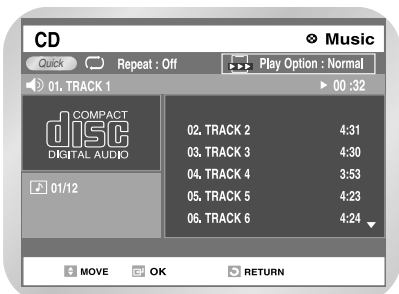 CD Music
Quick Repeat : Off Play Option : Normal
01. TRACK 1 00 :32
COMPACT
disc
DIGITAL AUDIO
01/12
02. TRACK 2 4:31
03. TRACK 3 4:30
04. TRACK 4 3:53
05. TRACK 5 4:23
06. TRACK 6 4:24
MOVE OK RETURN